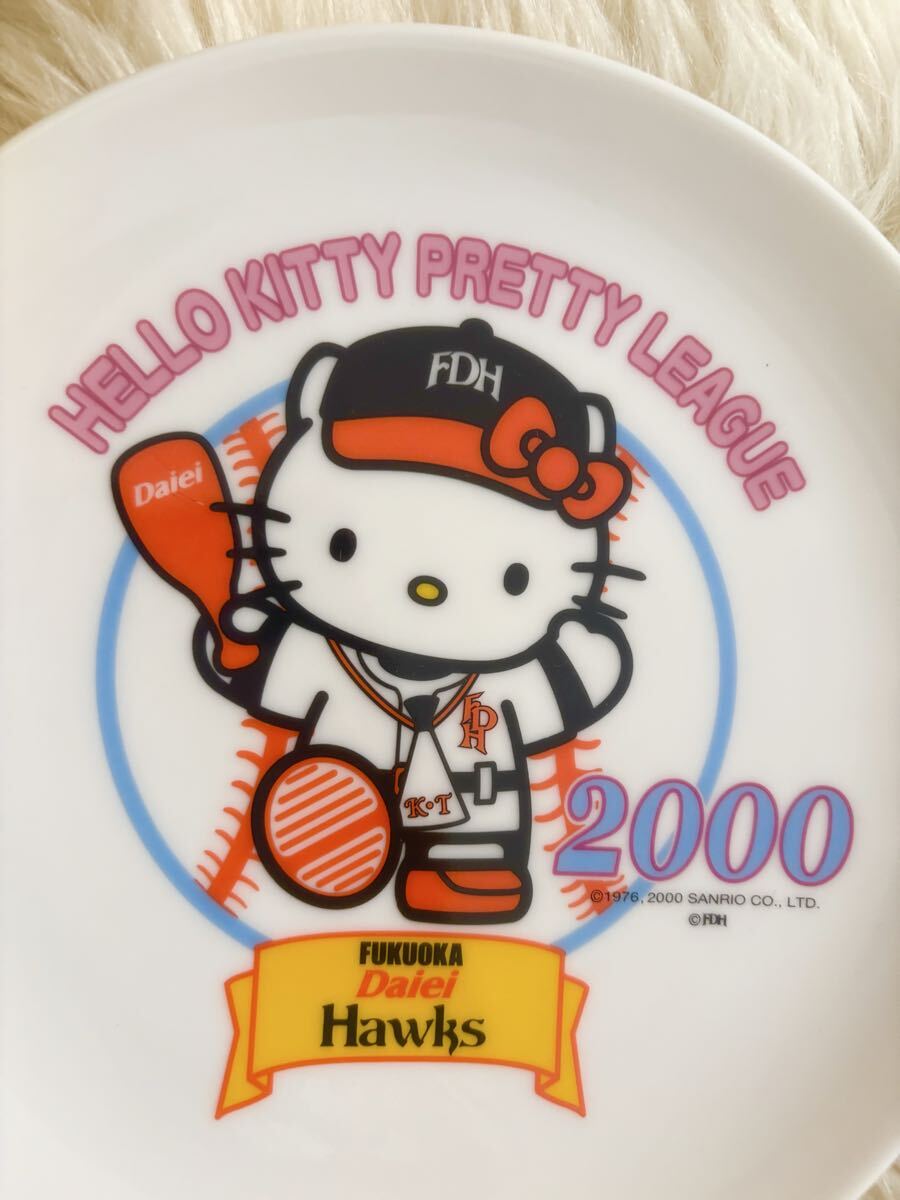 HELLO KITTY PRETTY LEAGUE
FDH
Daiei
FDH
K・T
2000
©1976, 2000 SANRIO CO., LTD.
©FDH
FUKUOKA
Daiei
Hawks